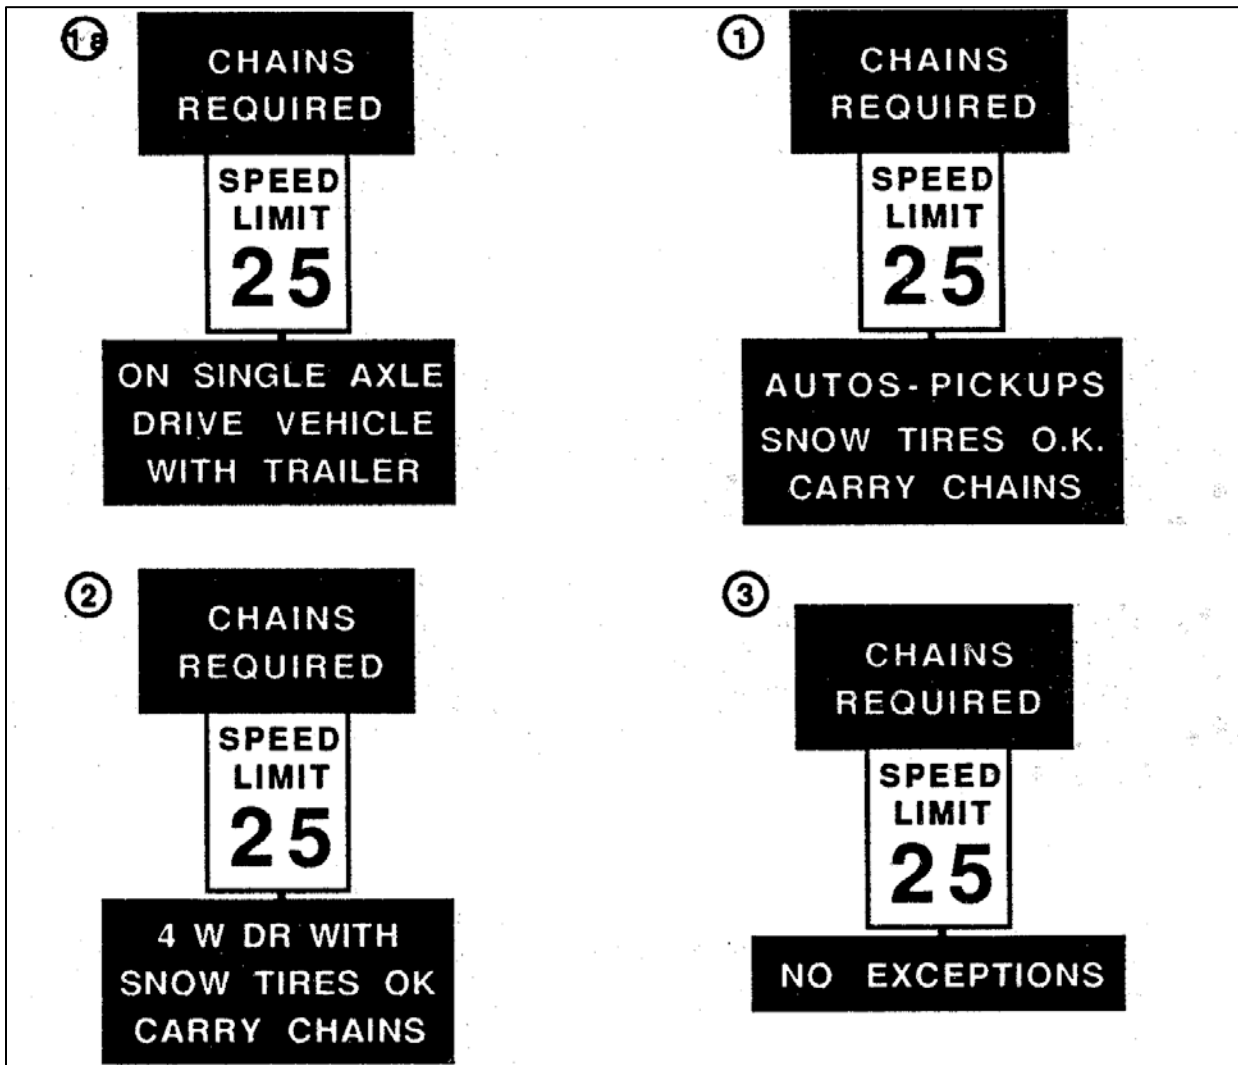 1a
CHAINS
REQUIRED
SPEED
LIMIT
25
ON SINGLE AXLE
DRIVE VEHICLE
WITH TRAILER
1
CHAINS
REQUIRED
SPEED
LIMIT
25
AUTOS-PICKUPS
SNOW TIRES O.K.
CARRY CHAINS
2
CHAINS
REQUIRED
SPEED
LIMIT
25
4 W DR WITH
SNOW TIRES OK
CARRY CHAINS
3
CHAINS
REQUIRED
SPEED
LIMIT
25
NO EXCEPTIONS